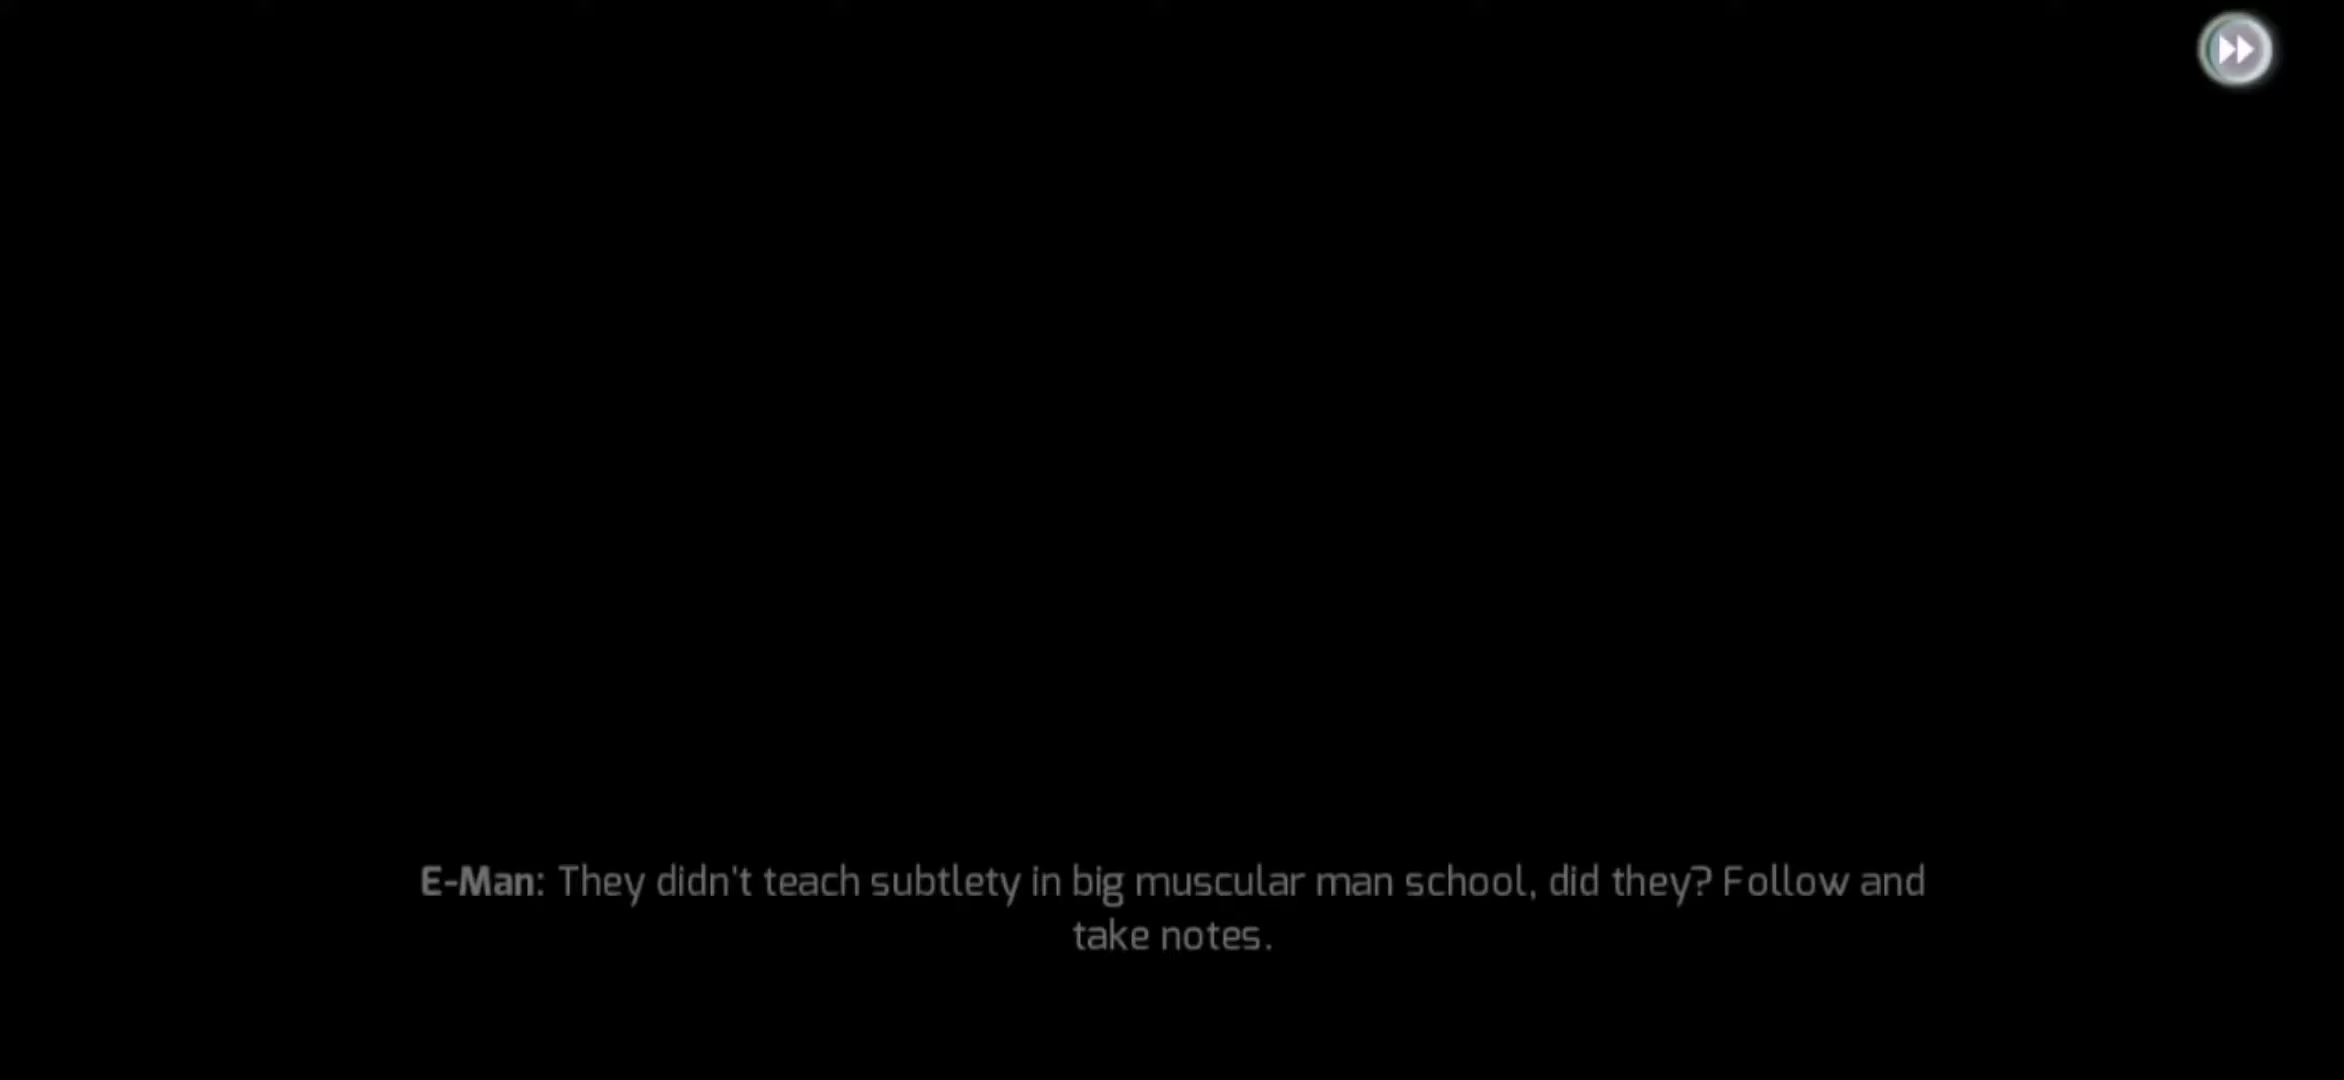 E-Man: They didn't teach subtlety in big muscular man school, did they? Follow and
take notes.